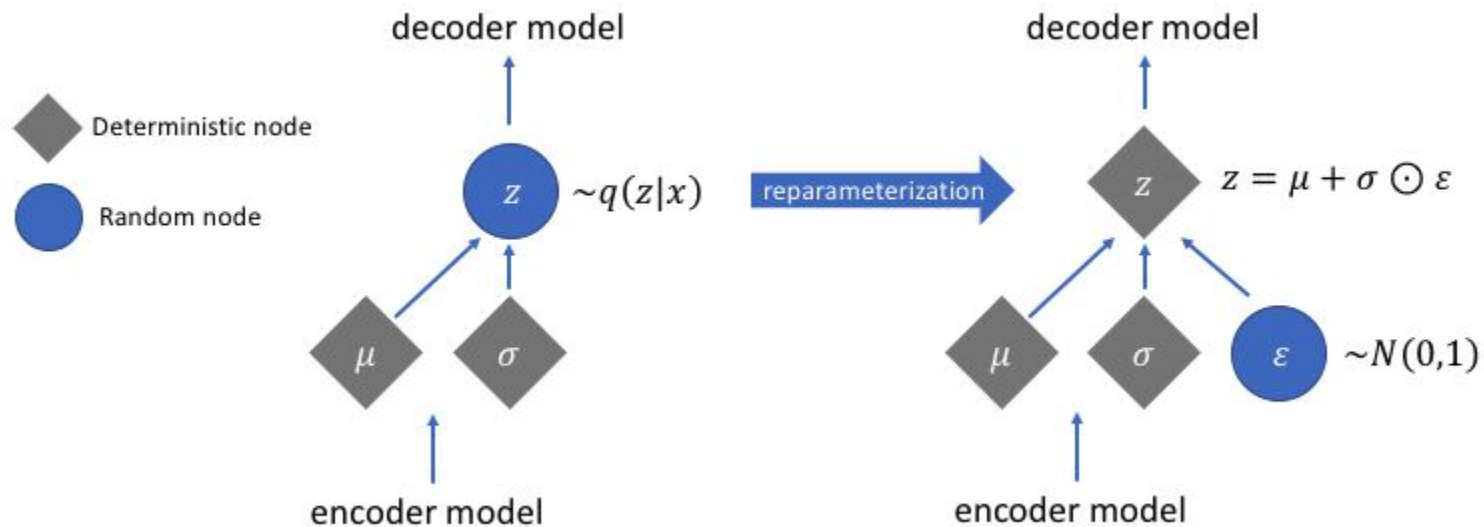 decoder model
decoder model
Deterministic node
Random node
z
~q(z|x)
reparameterization
z
z = μ + σ ⊙ ε
μ
σ
μ
σ
ε
~N(0,1)
encoder model
encoder model